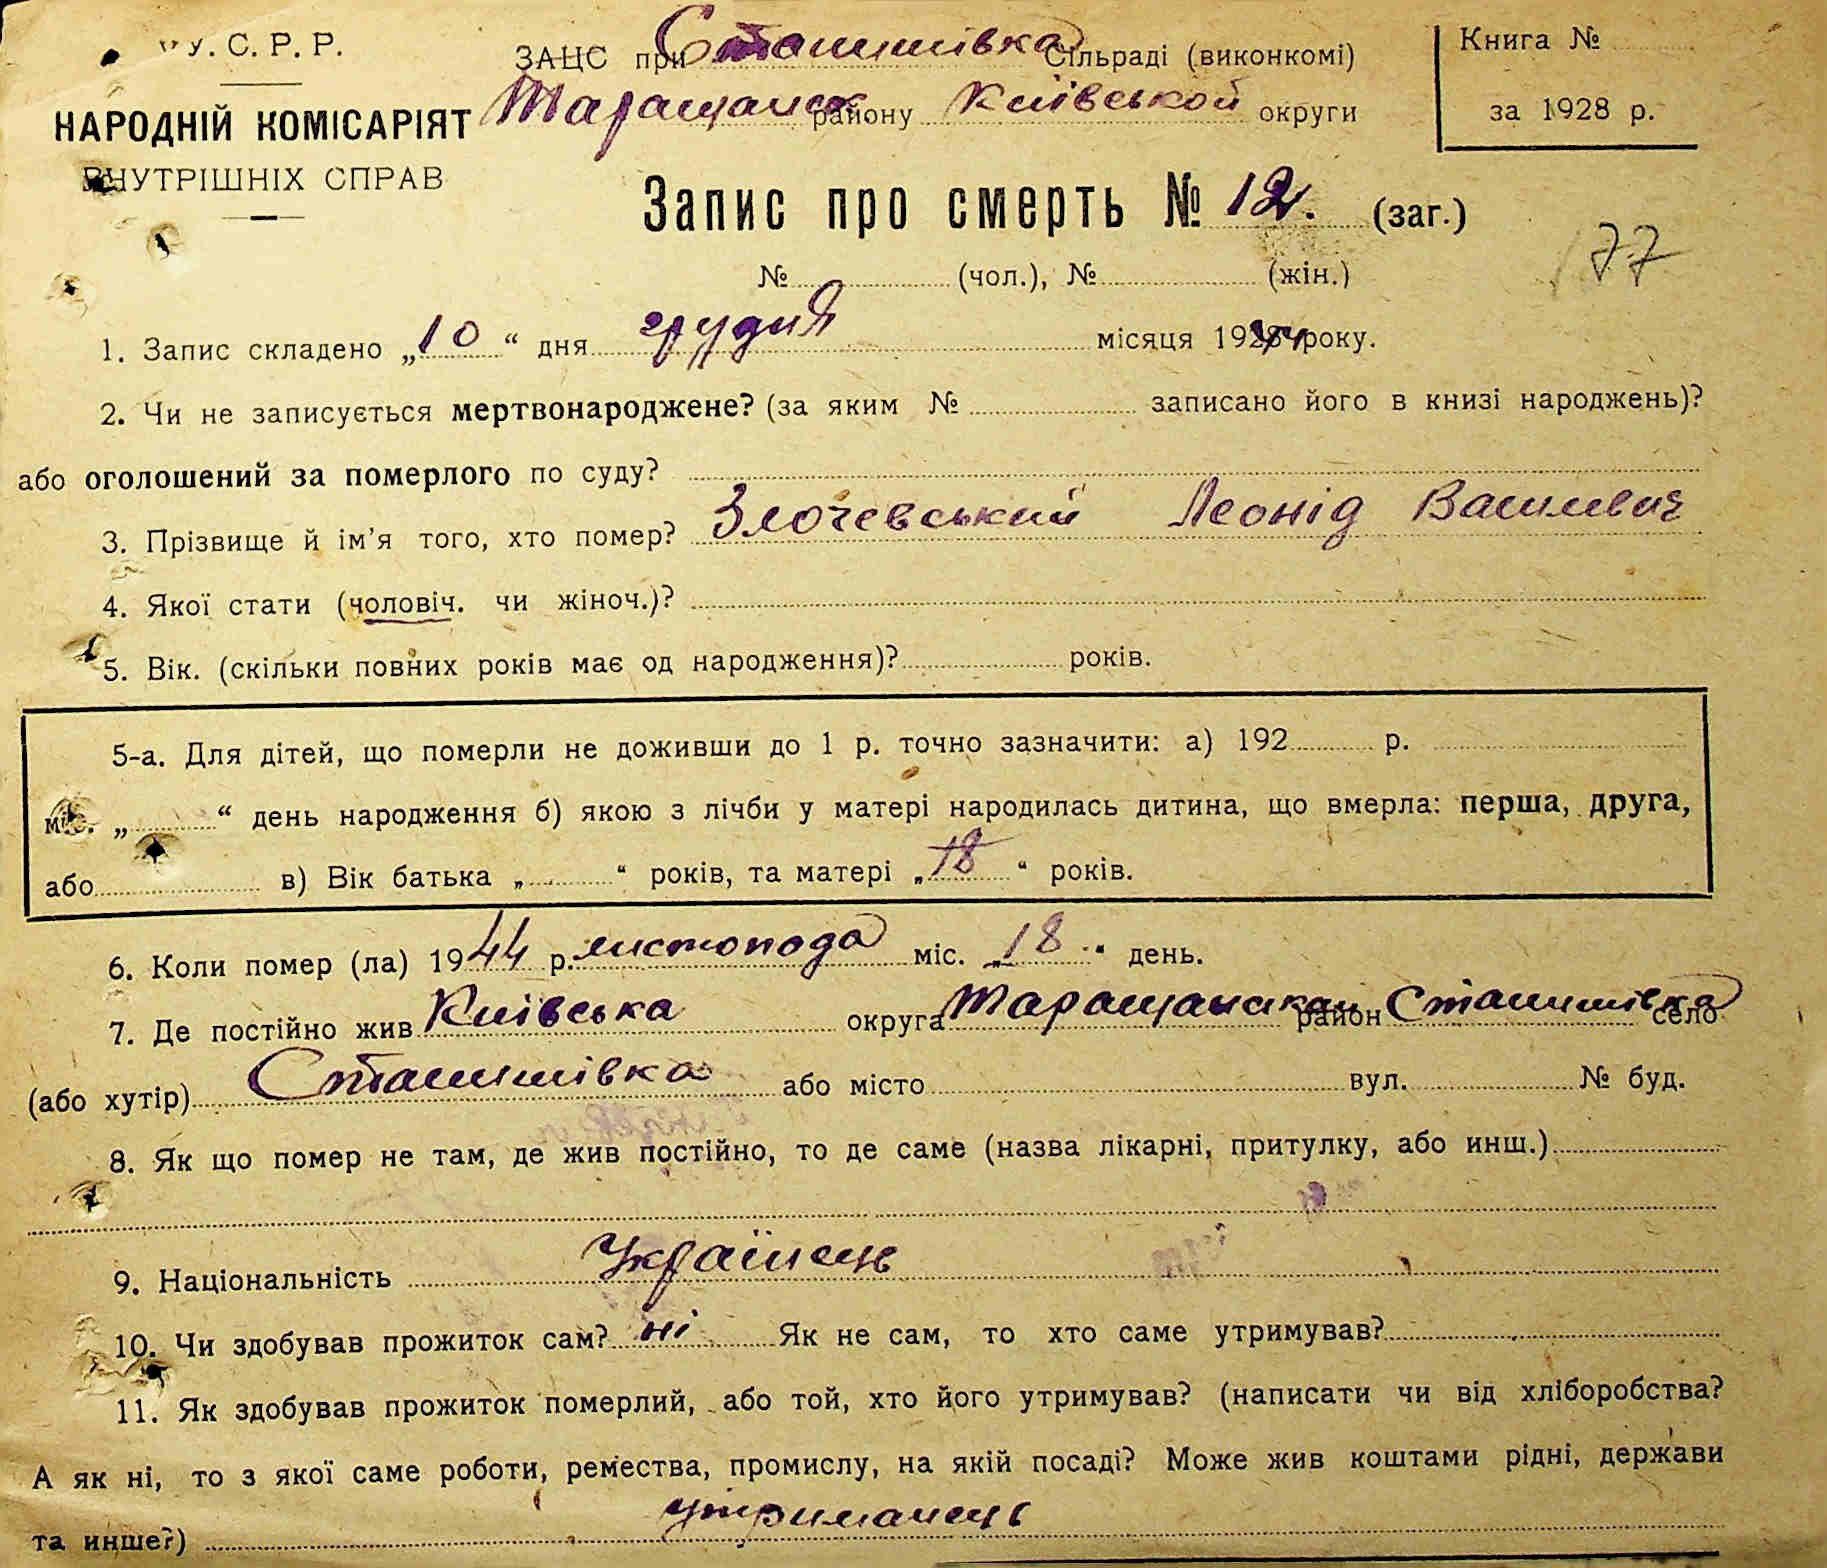 У. С. Р. Р.
НАРОДНІЙ КОМІСАРІЯТ
ВНУТРІШНІХ СПРАВ
ЗАЦС при Станишівка Сільраді (виконкомі)
Таращанск району Київськой округи
Книга №
за 1928 р.
Запис про смерть № 12. (заг.)
№ (чол.), № (жін.)
77
1. Запис складено „10“ дня грудня місяця 1944 року.
2. Чи не записується мертвонароджене? (за яким № записано його в книзі народжень)?
або оголошений за померлого по суду?
3. Прізвище й ім’я того, хто помер? Злочевський Леонід Василевич
4. Якої стати (чоловіч. чи жіноч.)?
5. Вік. (скільки повних років має од народження)? років.
5-а. Для дітей, що померли не доживши до 1 р. точно зазначити: а) 192 р.
міс. „ “ день народження б) якою з лічби у матері народилась дитина, що вмерла: перша, друга,
або в) Вік батька „ “ років, та матері „18“ років.
6. Коли помер (ла) 1944 р. листопада міс. „18“ день.
7. Де постійно жив Київська округа Таращанский район Станишівка село
(або хутір) Станишівка або місто вул. № буд.
8. Як що помер не там, де жив постійно, то де саме (назва лікарні, притулку, або инш.)
9. Національність Українець
10. Чи здобував прожиток сам? ні Як не сам, то хто саме утримував?
11. Як здобував прожиток померлий, або той, хто його утримував? (написати чи від хліборобства?
А як ні, то з якої саме роботи, ремества, промислу, на якій посаді? Може жив коштами рідні, держави
та инше?) утриманець